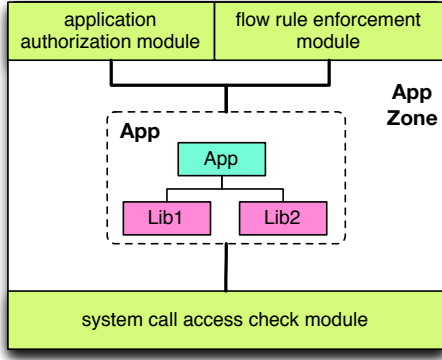 application
authorization module
flow rule enforcement
module
App
Zone
App
App
Lib1
Lib2
system call access check module